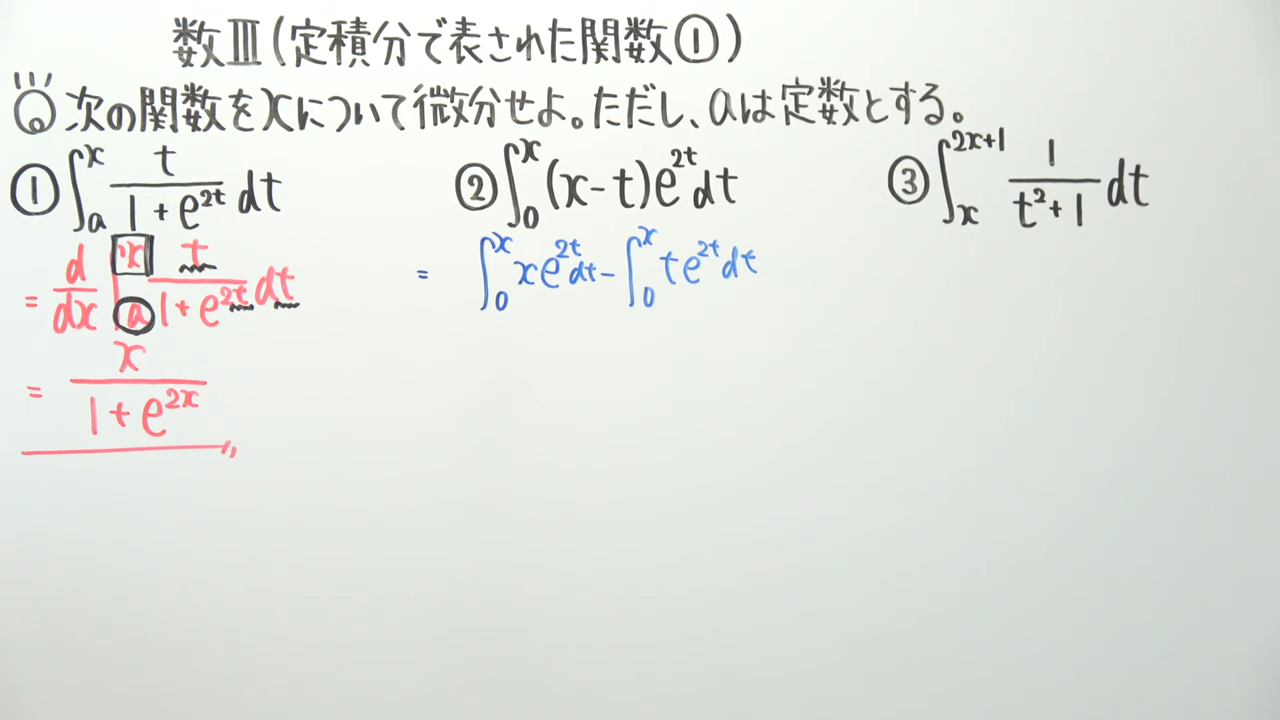 数Ⅲ(定積分で表された関数①)
次の関数をxについて微分せよ。ただし、aは定数とする。
① ∫_a^x t/(1+e^{2t}) dt
= d/dx ∫_a^x t/(1+e^{2t}) dt
= x/(1+e^{2x})
② ∫_0^x (x-t)e^{2t}dt
= ∫_0^x xe^{2t}dt - ∫_0^x te^{2t}dt
③ ∫_x^{2x+1} 1/(t^2+1) dt